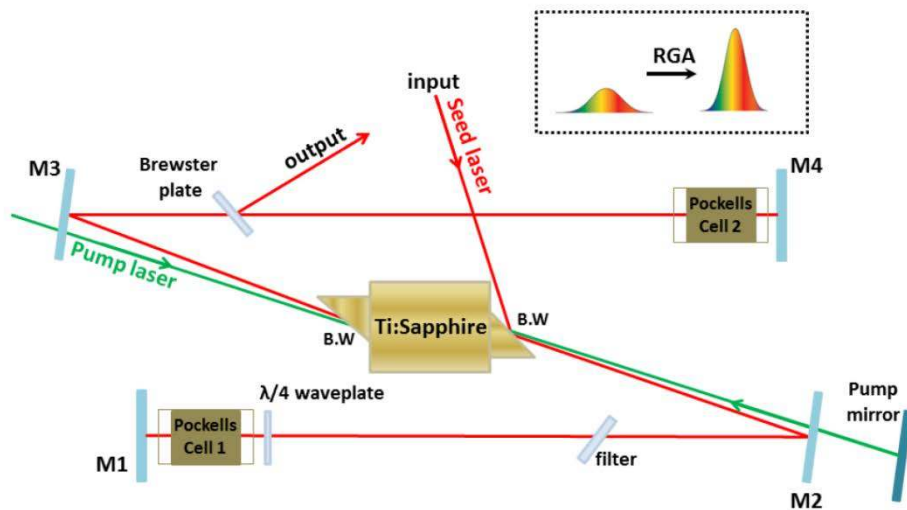 RGA
input
Seed laser
output
M3
Brewster
plate
M4
Pockells
Cell 2
Pump laser
Ti:Sapphire
B.W
B.W
λ/4 waveplate
Pump
mirror
Pockells
Cell 1
M1
filter
M2